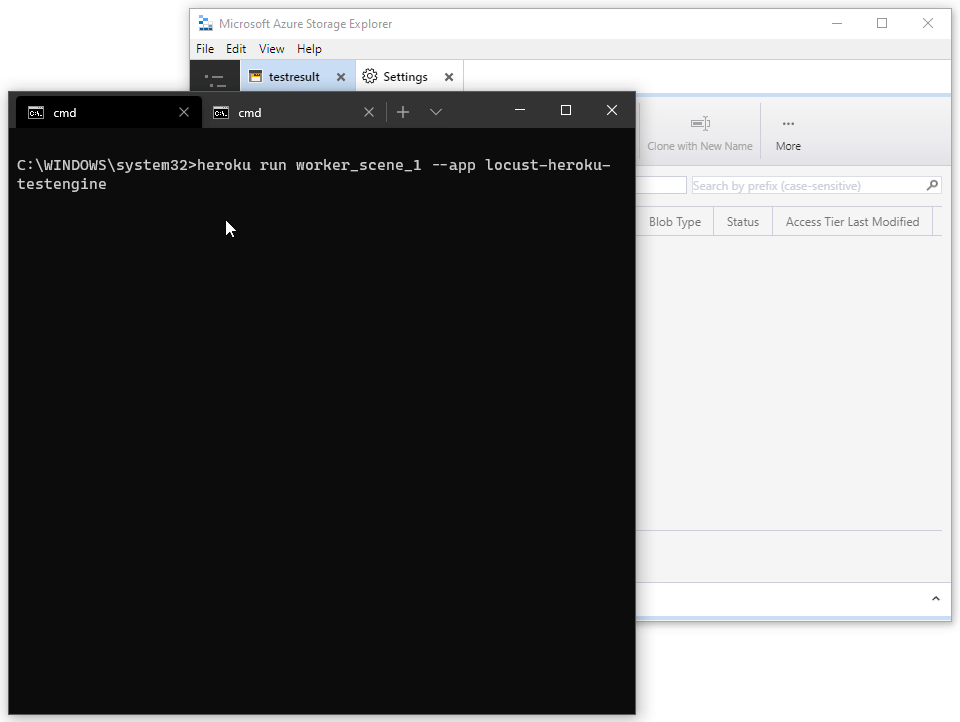 Microsoft Azure Storage Explorer
File Edit View Help
testresult Settings
cmd cmd
Clone with New Name More
C:\WINDOWS\system32>heroku run worker_scene_1 --app locust-heroku-
testengine
Search by prefix (case-sensitive)
Blob Type Status Access Tier Last Modified